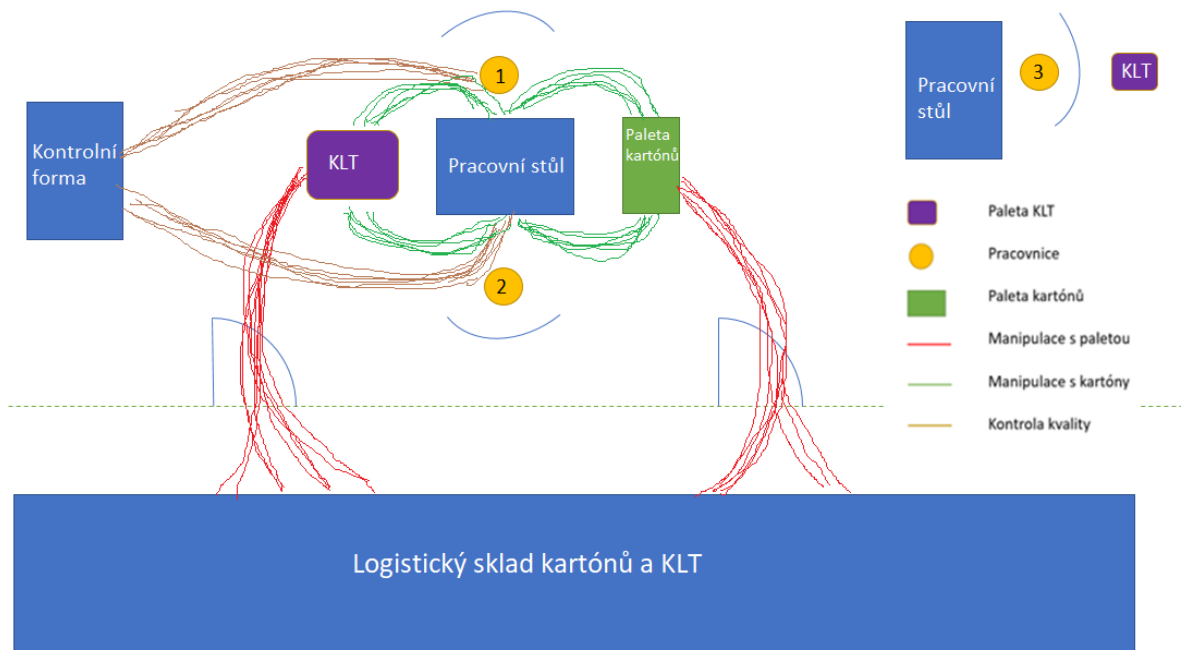 1
3
Pracovní
stůl
KLT
Kontrolní
forma
KLT
Pracovní stůl
Paleta
kartónů
2
Paleta KLT
Pracovnice
Paleta kartónů
Manipulace s paletou
Manipulace s kartóny
Kontrola kvality
Logistický sklad kartónů a KLT